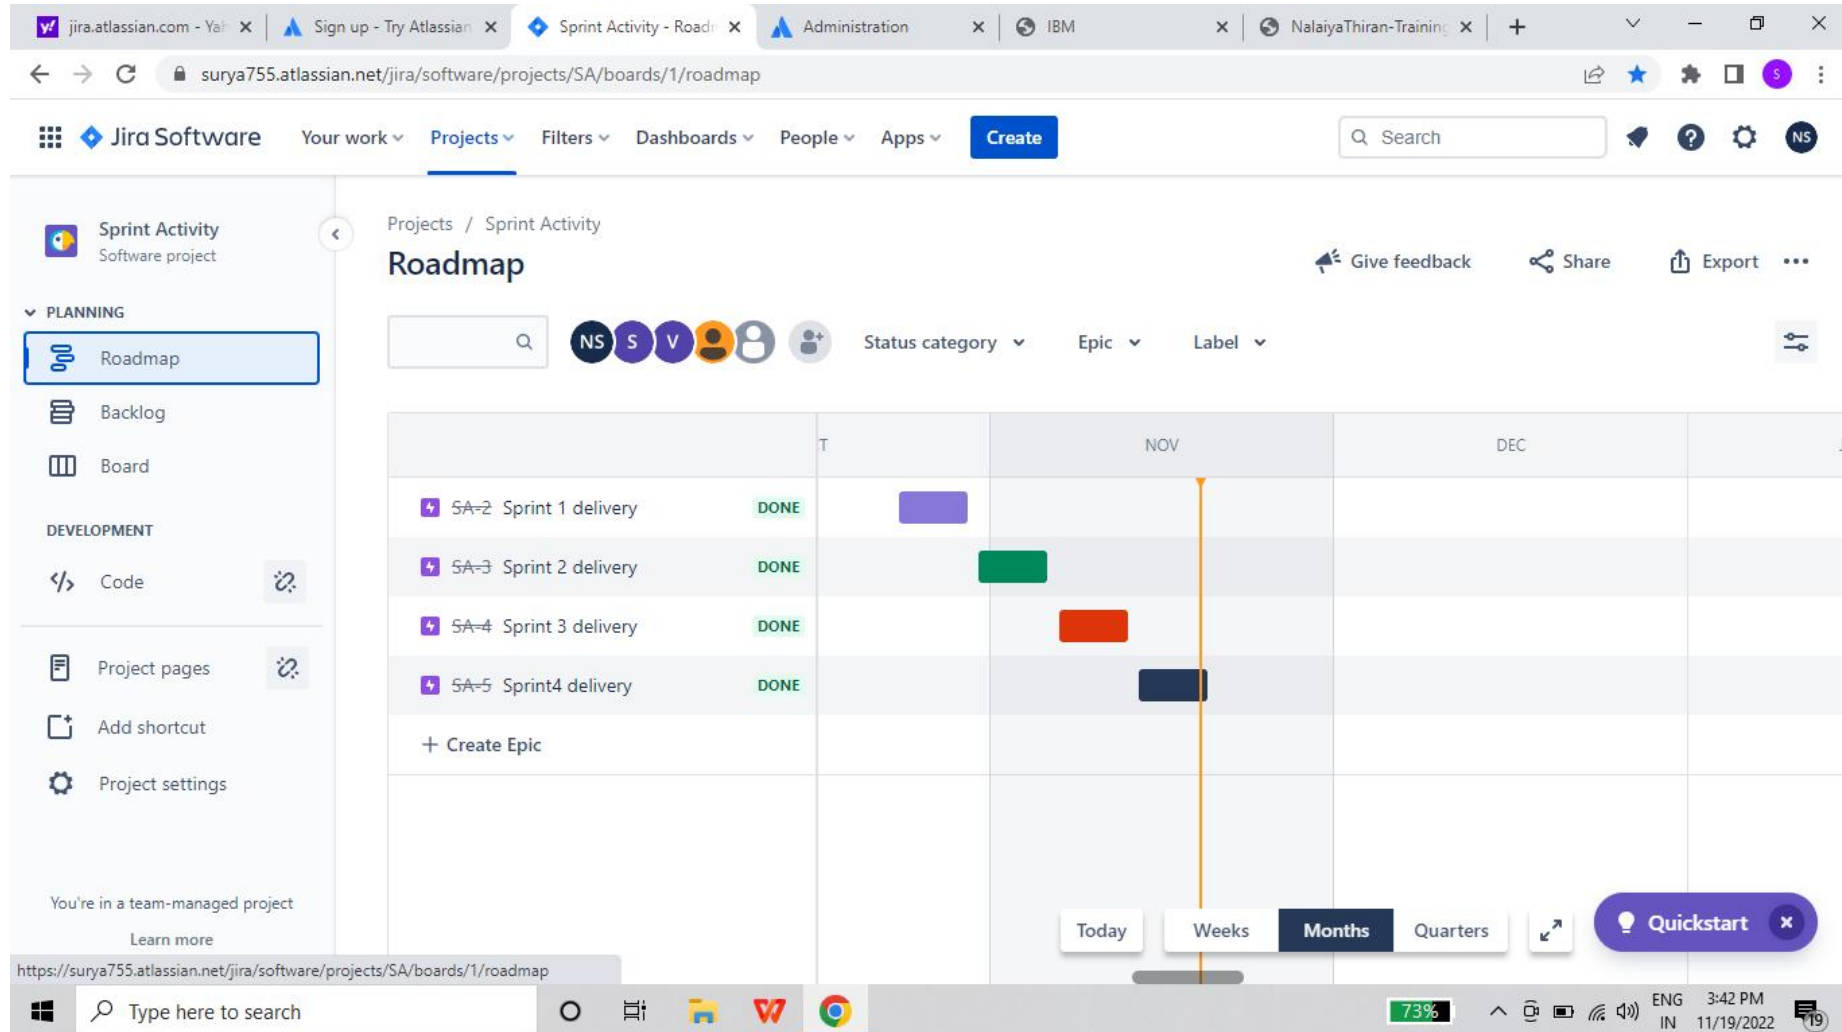 jira.atlassian.com - Yah
Sign up - Try Atlassian
Sprint Activity - Roadm
Administration
IBM
NalaiyaThiran-Training
surya755.atlassian.net/jira/software/projects/SA/boards/1/roadmap
S
Jira Software
Your work
Projects
Filters
Dashboards
People
Apps
Create
Search
NS
Sprint Activity
Software project
PLANNING
Roadmap
Backlog
Board
DEVELOPMENT
Code
Project pages
Add shortcut
Project settings
You're in a team-managed project
Learn more
Projects / Sprint Activity
Roadmap
Give feedback
Share
Export
NS S V
Status category
Epic
Label
T NOV DEC
SA-2 Sprint 1 delivery DONE
SA-3 Sprint 2 delivery DONE
SA-4 Sprint 3 delivery DONE
SA-5 Sprint4 delivery DONE
+ Create Epic
Today
Weeks
Months
Quarters
Quickstart
https://surya755.atlassian.net/jira/software/projects/SA/boards/1/roadmap
Type here to search
73%
ENG
IN
3:42 PM
11/19/2022
19